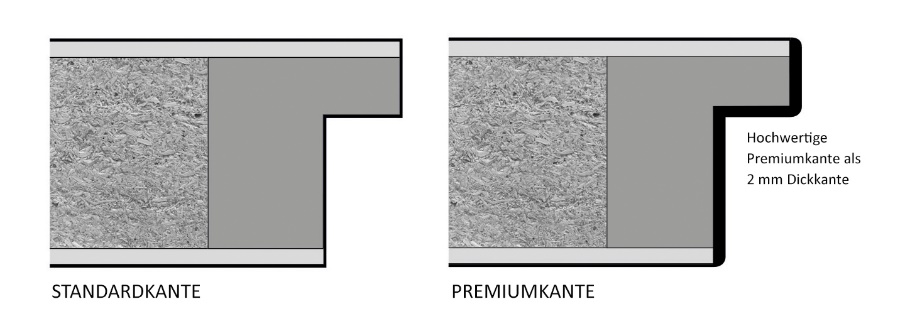 Hochwertige
Premiumkante als
2 mm Dickkante
STANDARDKANTE
PREMIUMKANTE